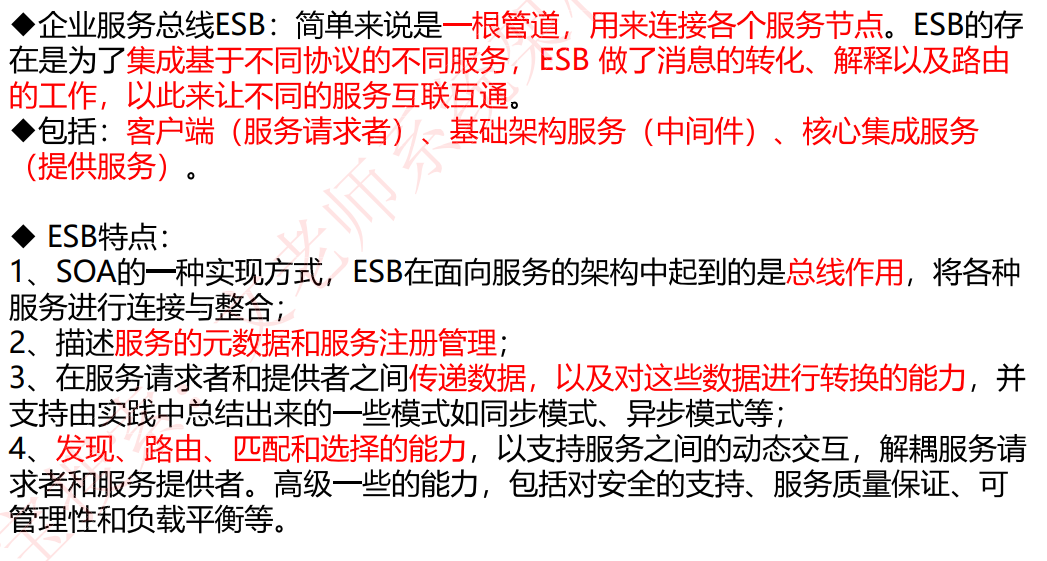 ◆企业服务总线ESB：简单来说是一根管道，用来连接各个服务节点。ESB的存
在是为了集成基于不同协议的不同服务，ESB 做了消息的转化、解释以及路由
的工作，以此来让不同的服务互联互通。
◆包括：客户端（服务请求者）、基础架构服务（中间件）、核心集成服务
（提供服务）。
◆ ESB特点：
1、SOA的一种实现方式，ESB在面向服务的架构中起到的是总线作用，将各种
服务进行连接与整合；
2、描述服务的元数据和服务注册管理；
3、在服务请求者和提供者之间传递数据，以及对这些数据进行转换的能力，并
支持由实践中总结出来的一些模式如同步模式、异步模式等；
4、发现、路由、匹配和选择的能力，以支持服务之间的动态交互，解耦服务请
求者和服务提供者。高级一些的能力，包括对安全的支持、服务质量保证、可
管理性和负载平衡等。